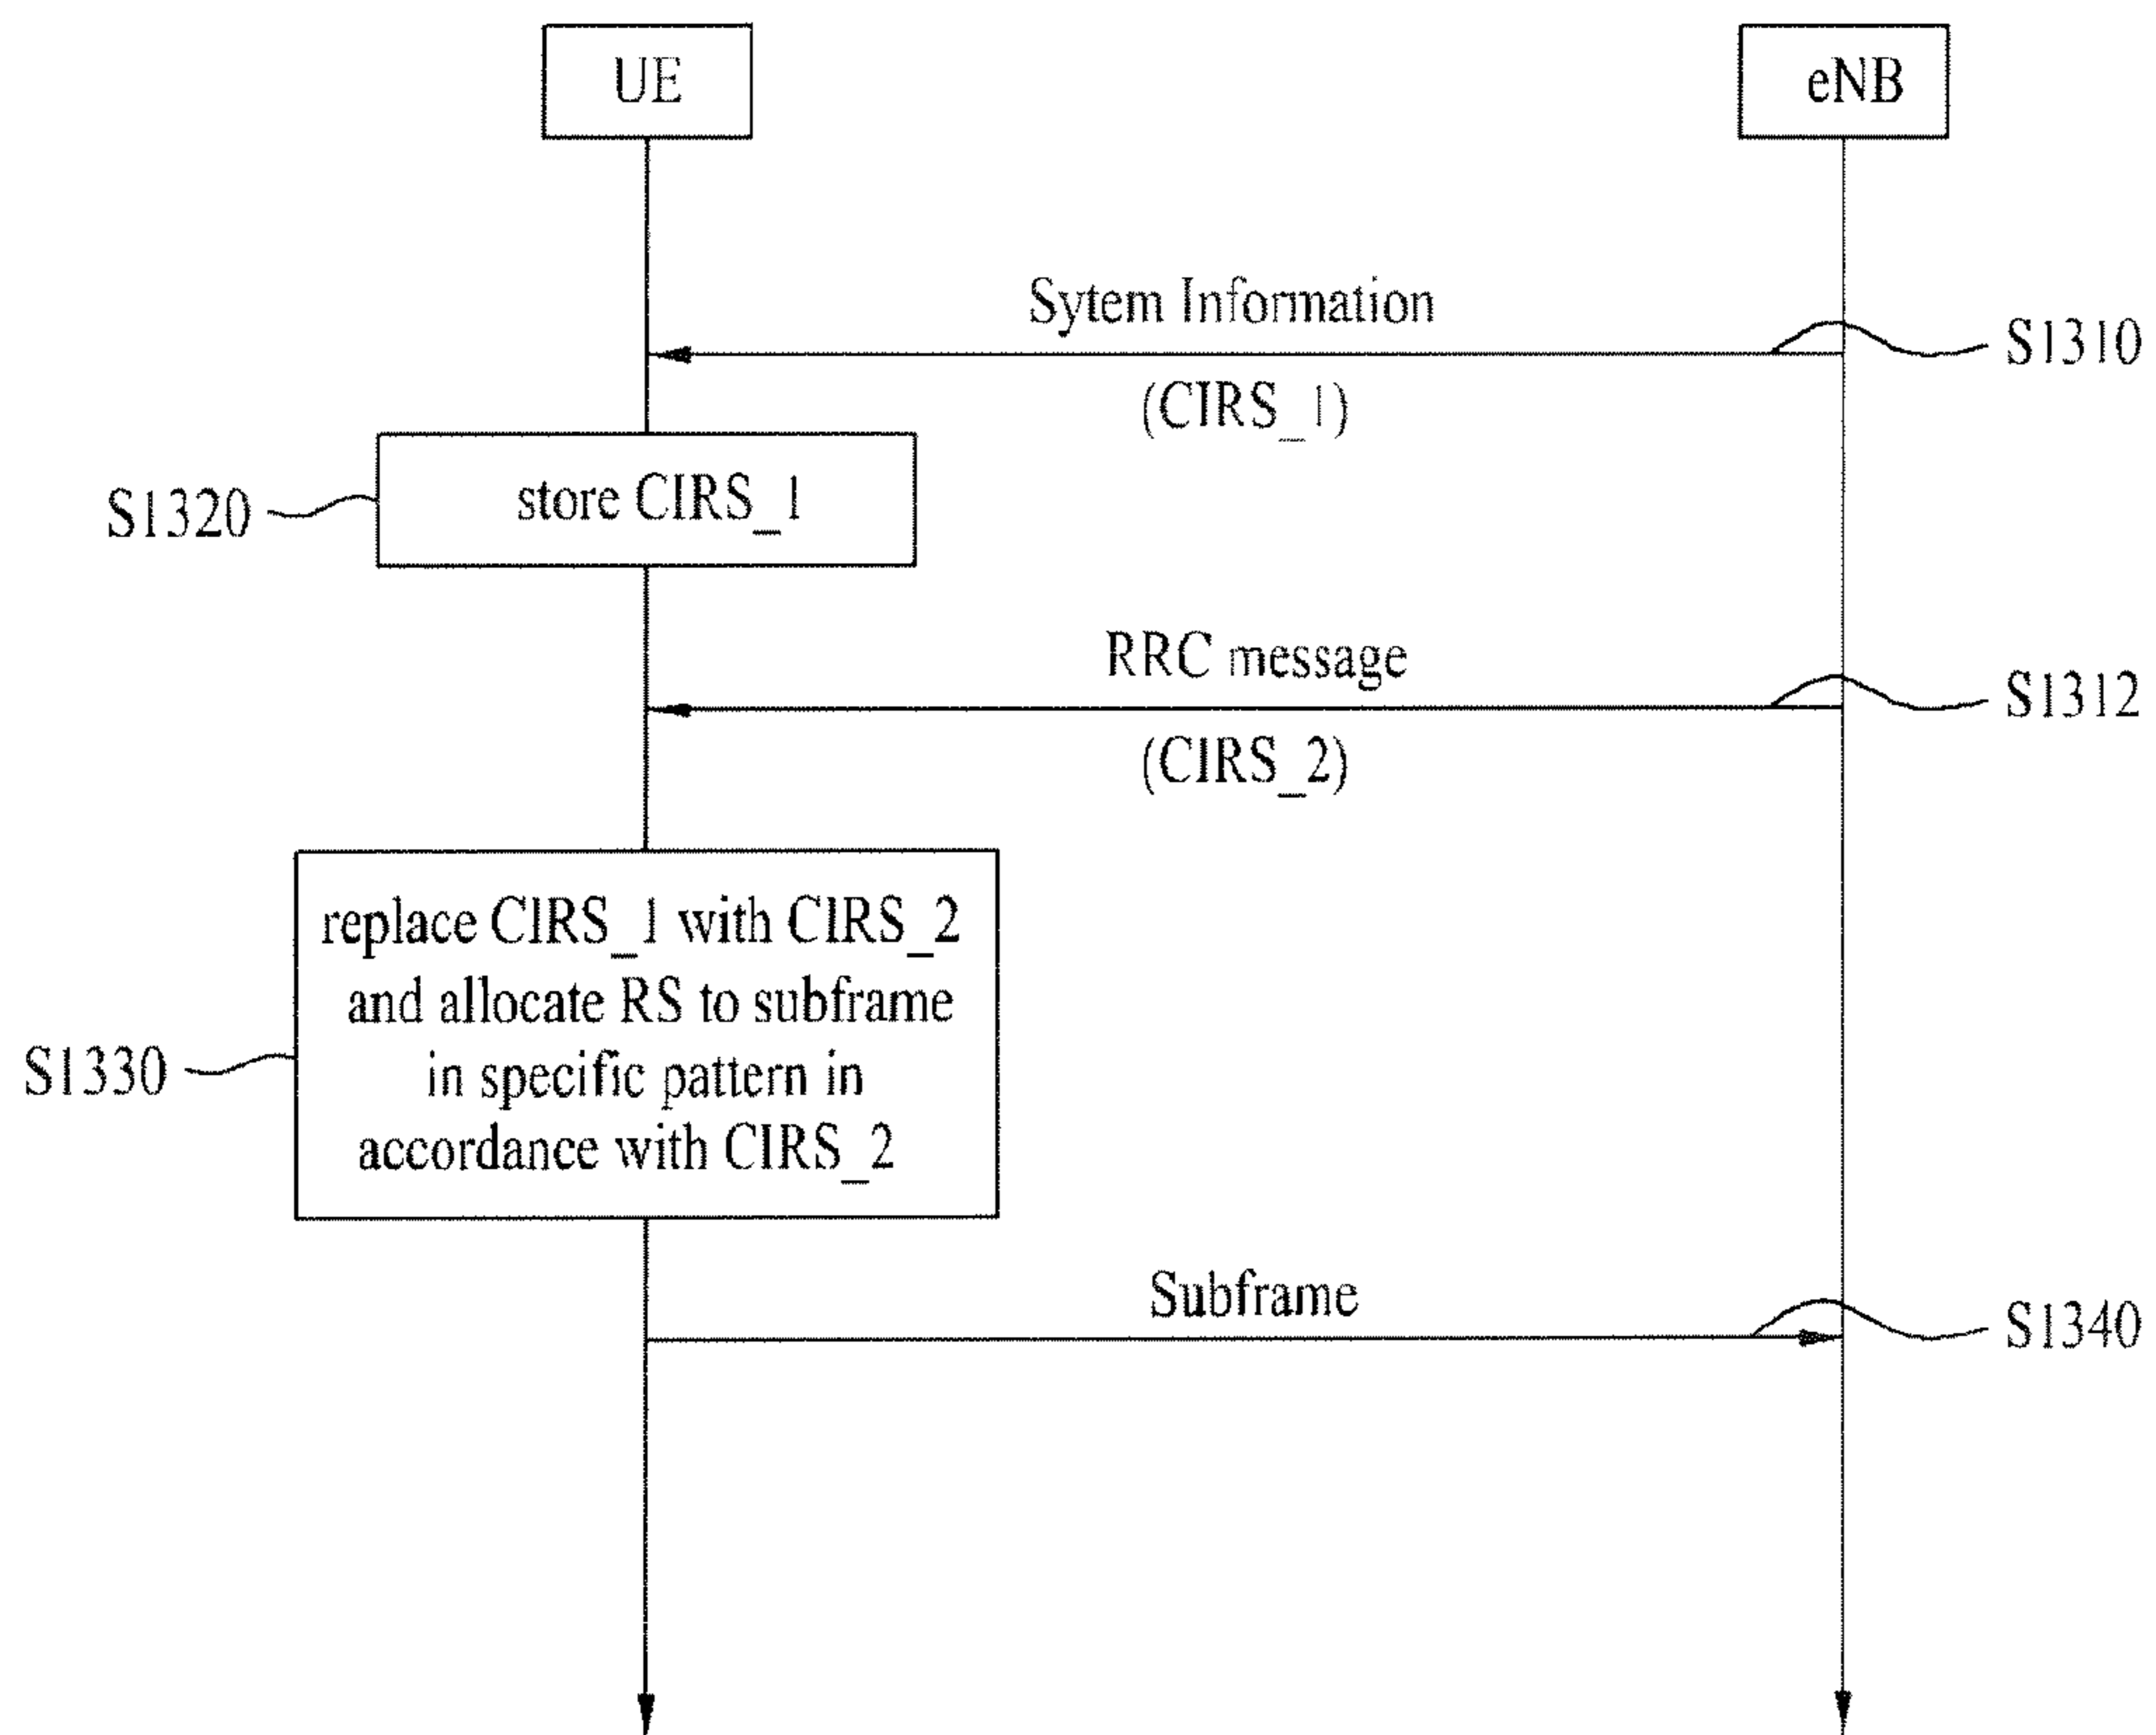 UE
eNB
Sytem Information
S1310
(CIRS_1)
store CIRS_1
S1320
RRC message
S1312
(CIRS_2)
replace CIRS_1 with CIRS_2
and allocate RS to subframe
in specific pattern in
accordance with CIRS_2
S1330
Subframe
S1340